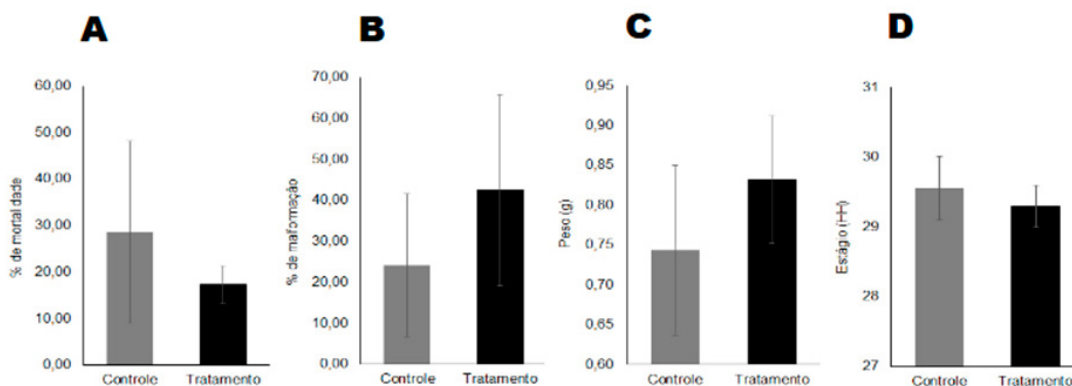 A
% de mortalidade
60,00
50,00
40,00
30,00
20,00
10,00
0,00
Controle Tratamento
B
% de maformação
70,00
60,00
50,00
40,00
30,00
20,00
10,00
0,00
Controle Tratamento
C
Peso (g)
0,95
0,90
0,85
0,80
0,75
0,70
0,65
0,60
Controle Tratamento
D
Estágio (HH)
31
30
29
28
27
Controle Tratamento